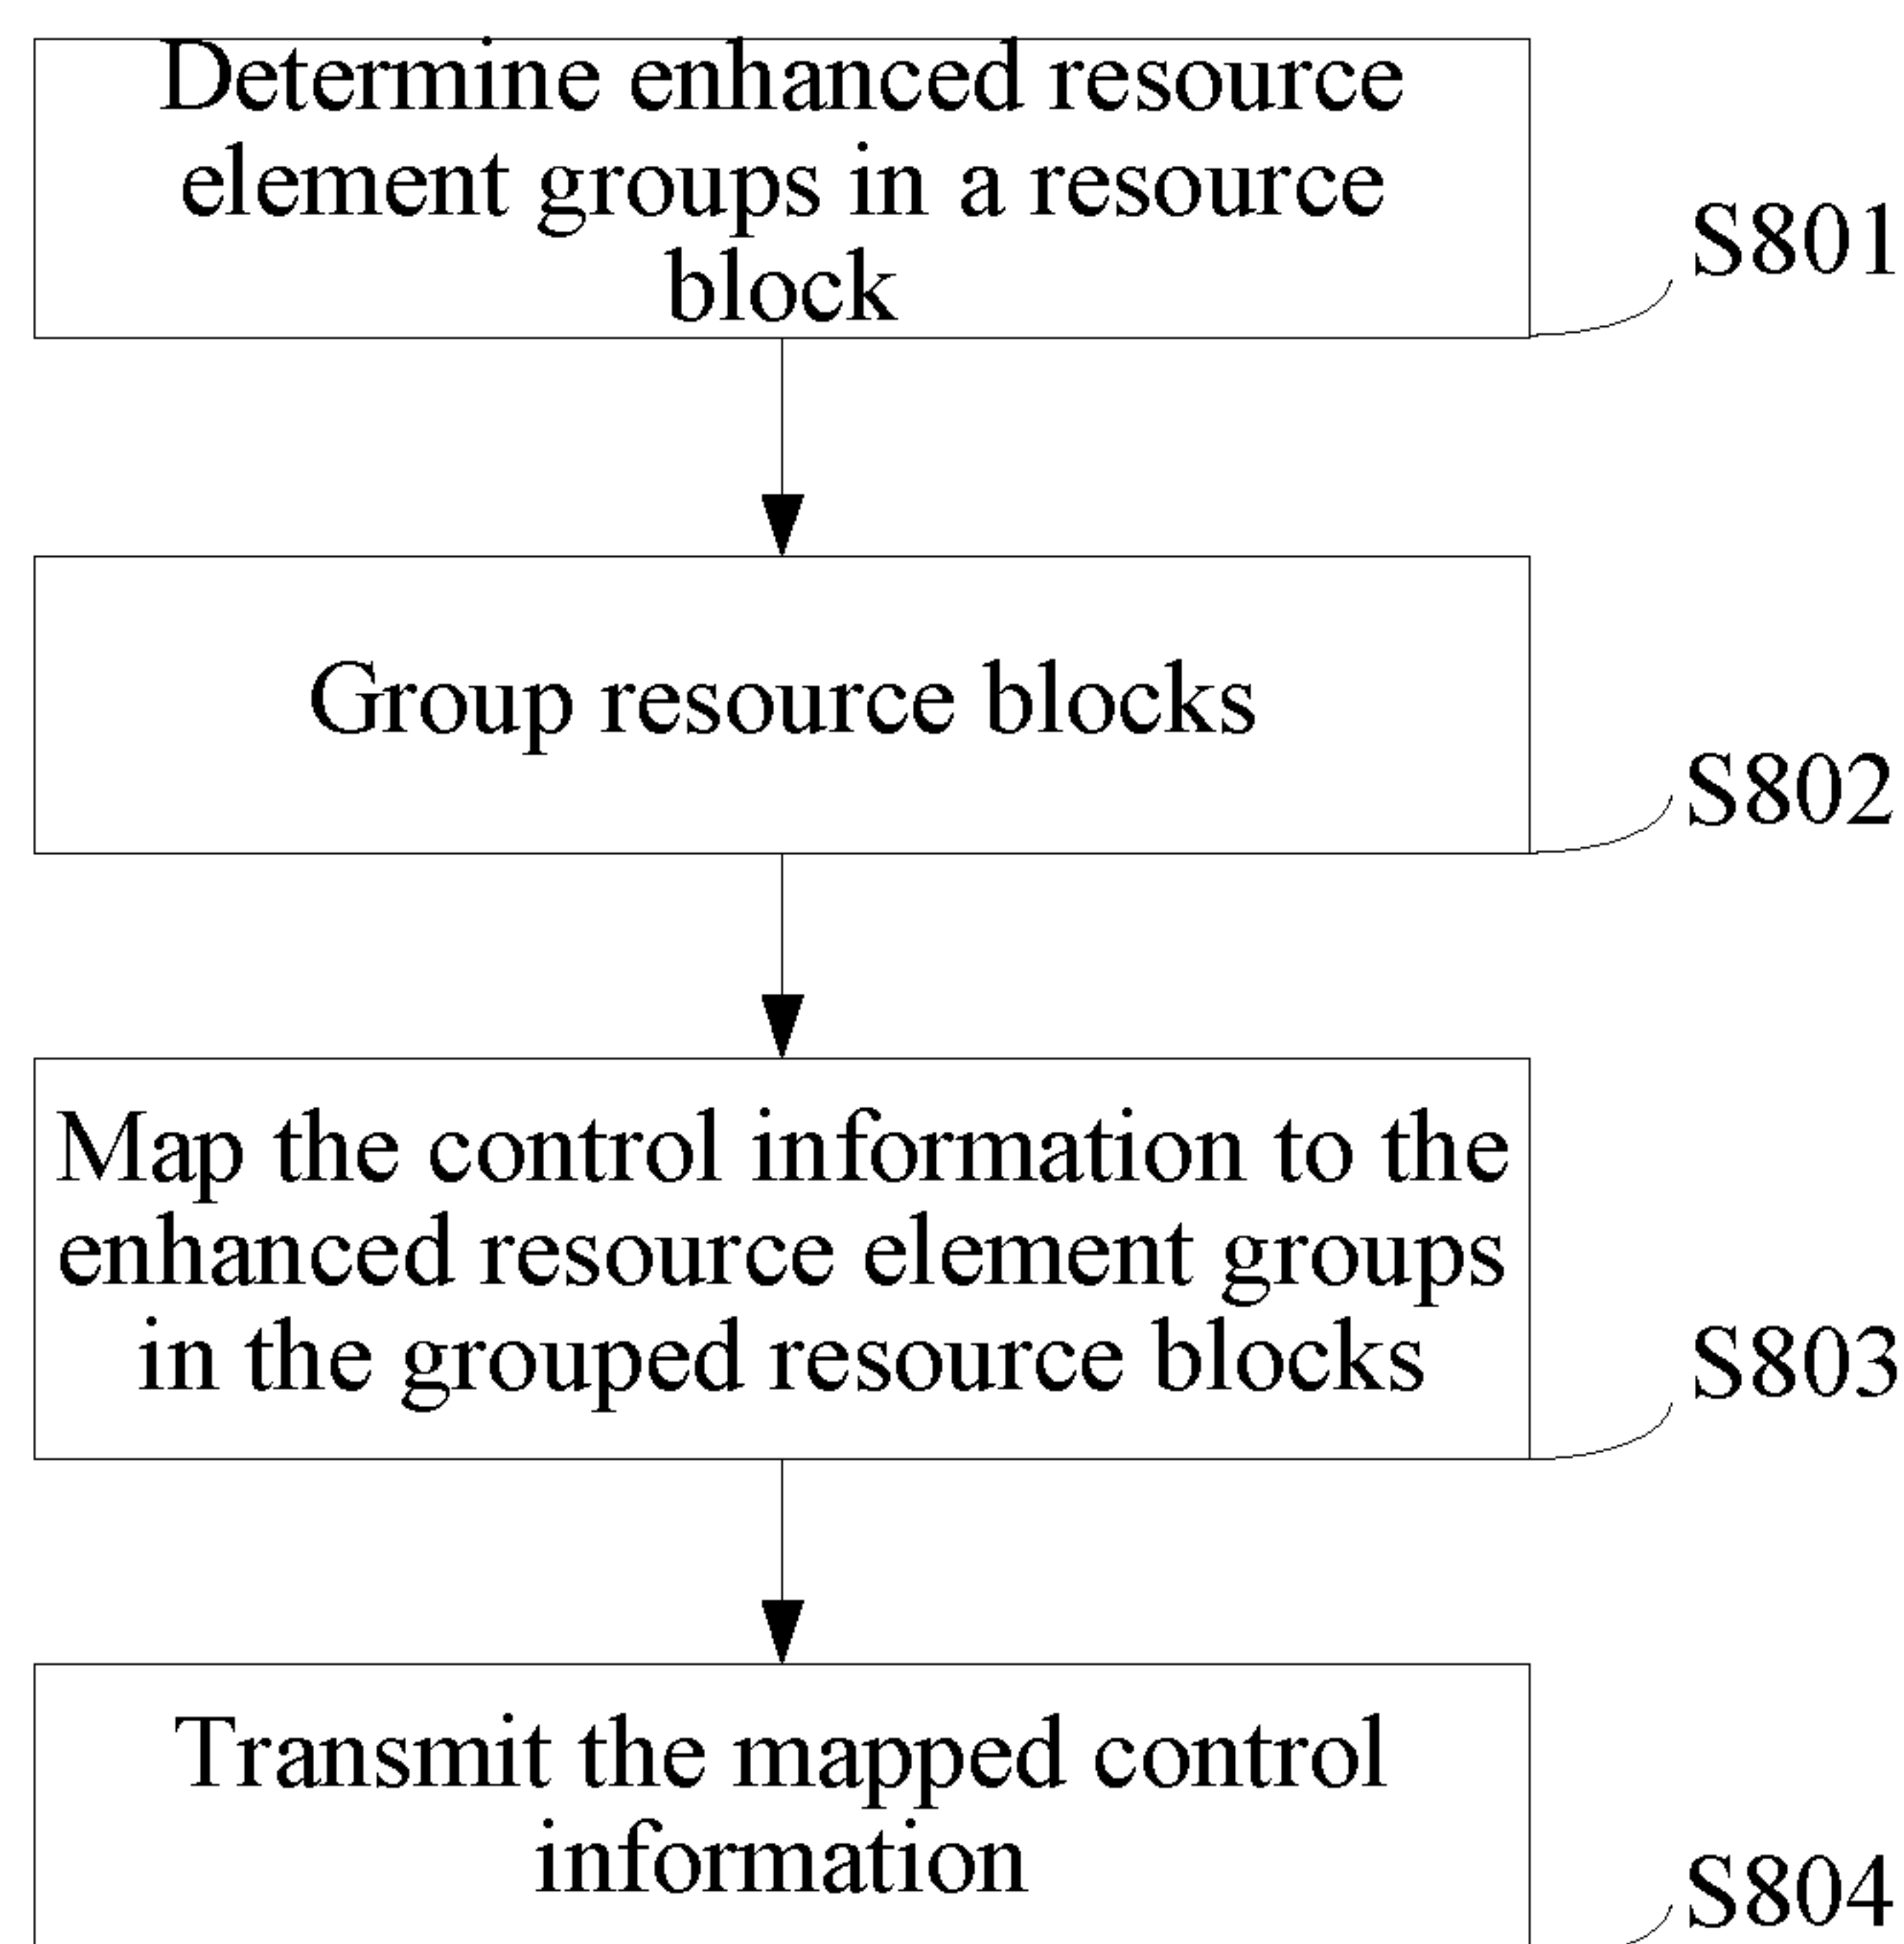 Determine enhanced resource
element groups in a resource
block
S801
Group resource blocks
S802
Map the control information to the
enhanced resource element groups
in the grouped resource blocks
S803
Transmit the mapped control
information
S804